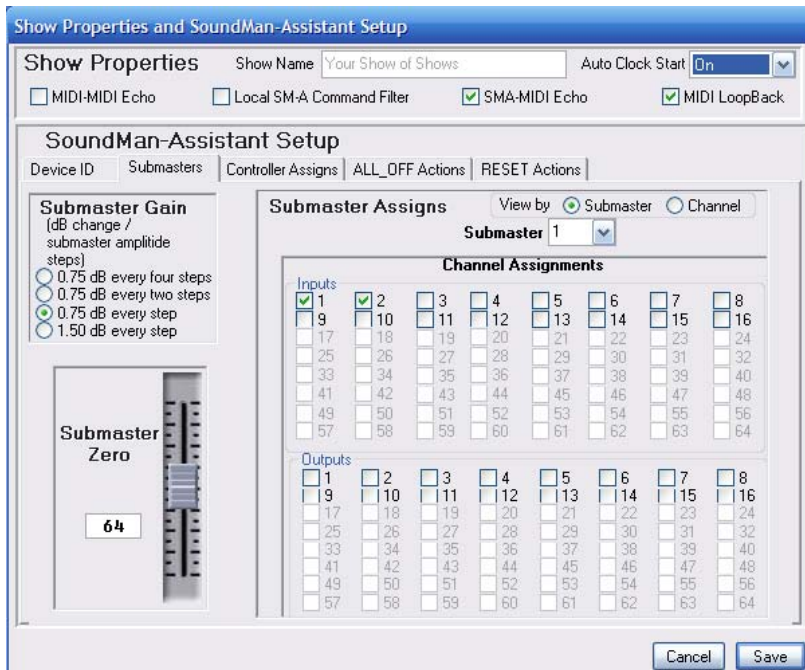 Show Properties and SoundMan-Assistant Setup
Show Properties
Show Name Your Show of Shows
Auto Clock Start On
MIDI-MIDI Echo
Local SM-A Command Filter
SMA-MIDI Echo
MIDI LoopBack
SoundMan-Assistant Setup
Device ID
Submasters
Controller Assigns
ALL_OFF Actions
RESET Actions
Submaster Gain
(dB change /
submaster amplitide
steps)
0.75 dB every four steps
0.75 dB every two steps
0.75 dB every step
1.50 dB every step
Submaster
Zero
64
Submaster Assigns
View by Submaster Channel
Submaster 1
Channel Assignments
Inputs
1 2 3 4 5 6 7 8
9 10 11 12 13 14 15 16
17 18 19 20 21 22 23 24
25 26 27 28 29 30 31 32
33 34 35 36 37 38 39 40
41 42 43 44 45 46 47 48
49 50 51 52 53 54 55 56
57 58 59 60 61 62 63 64
Outputs
1 2 3 4 5 6 7 8
9 10 11 12 13 14 15 16
17 18 19 20 21 22 23 24
25 26 27 28 29 30 31 32
33 34 35 36 37 38 39 40
41 42 43 44 45 46 47 48
49 50 51 52 53 54 55 56
57 58 59 60 61 62 63 64
Cancel
Save